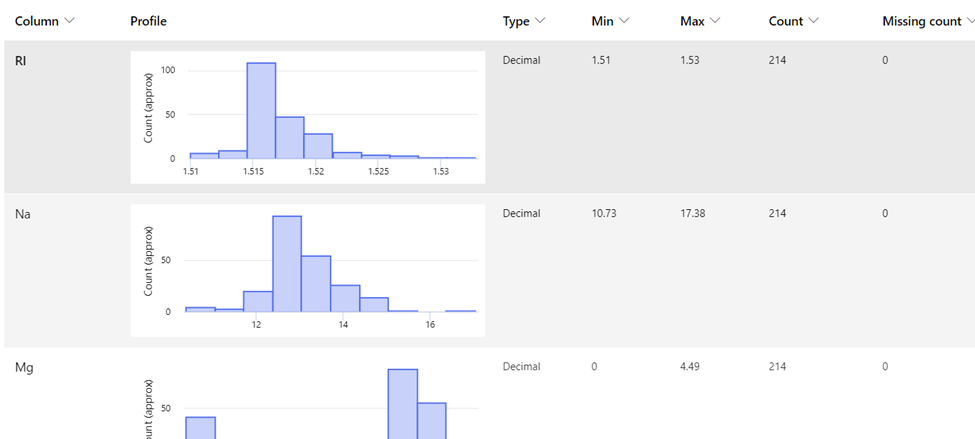 Column Profile Type Min Max Count Missing count
RI Decimal 1.51 1.53 214 0
Count (approx)
100
50
0
1.51 1.515 1.52 1.525 1.53
Na Decimal 10.73 17.38 214 0
Count (approx)
50
0
12 14 16
Mg Decimal 0 4.49 214 0
ount (approx)
50